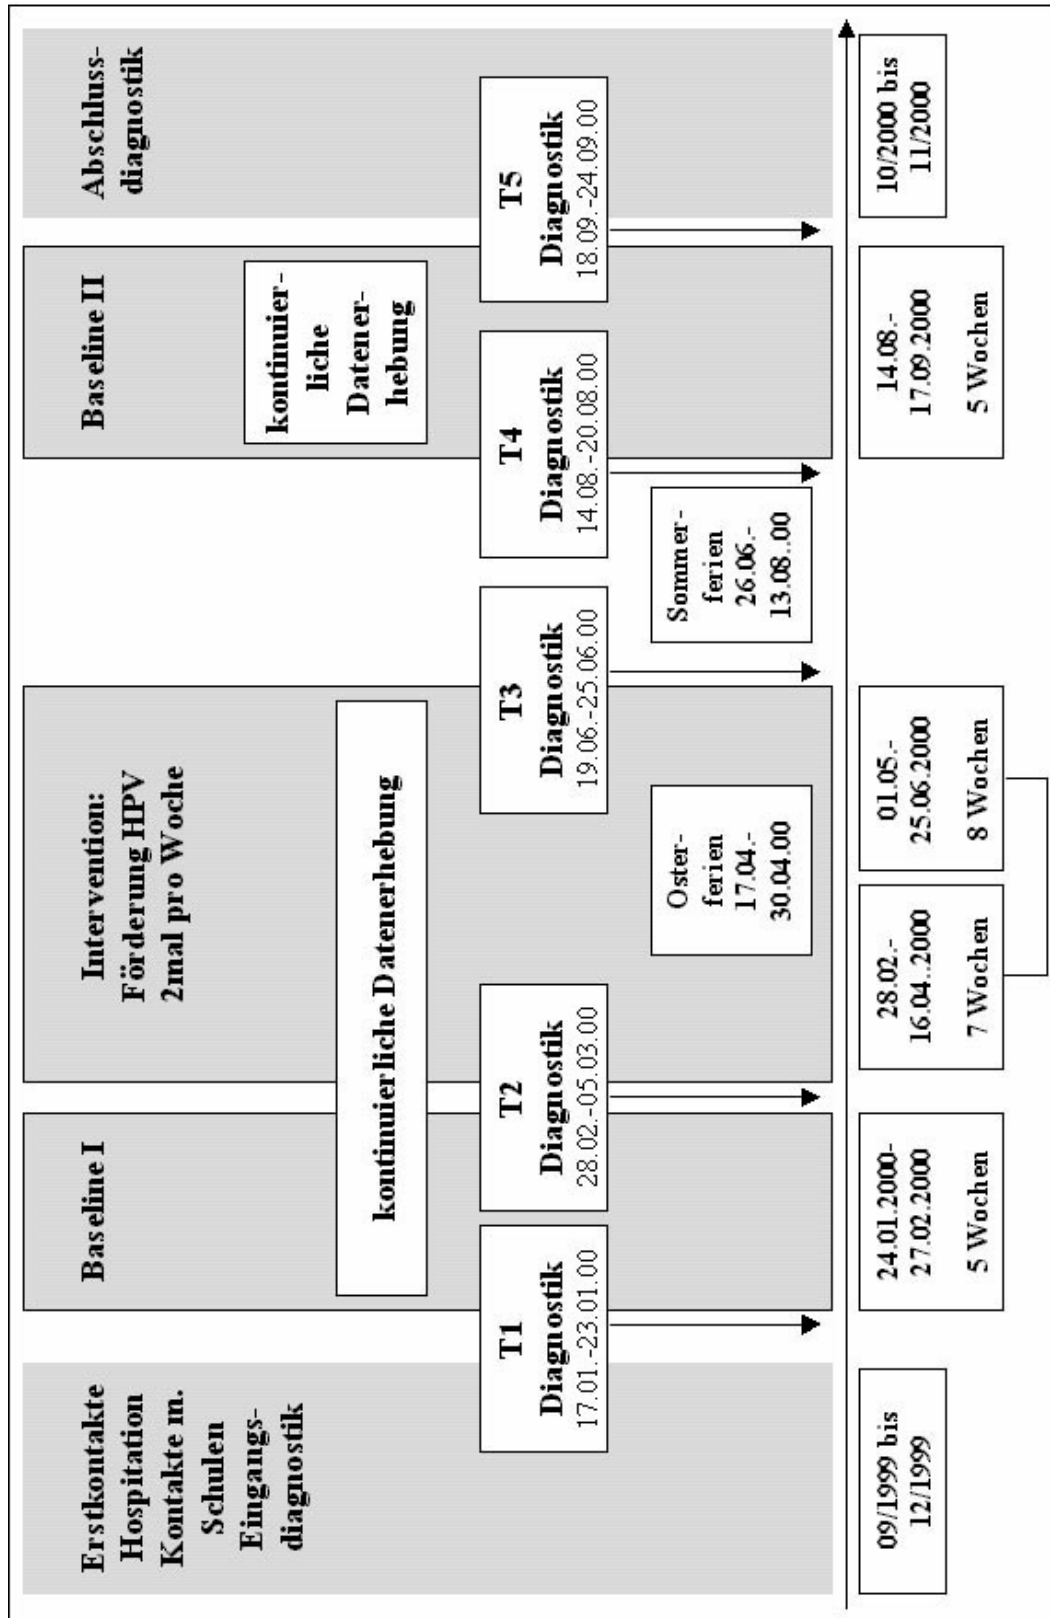 Erstkontakte
Hospitation
Kontakte m.
Schulen
Eingangs-
diagnostik
Baseline I
Intervention:
Förderung HPV
2mal pro Woche
Baseline II
Abschluss-
diagnostik
kontinuierliche Datenerhebung
kontinuier-
liche
Datener-
hebung
T1
Diagnostik
17.01.-23.01.00
T2
Diagnostik
28.02.-05.03.00
T3
Diagnostik
19.06.-25.06.00
T4
Diagnostik
14.08.-20.08.00
T5
Diagnostik
18.09.-24.09.00
Oster-
ferien
17.04.-
30.04.00
Sommer-
ferien
26.06.-
13.08..00
09/1999 bis
12/1999
24.01.2000-
27.02.2000
5 Wochen
28.02.-
16.04..2000
7 Wochen
01.05.-
25.06.2000
8 Wochen
14.08.-
17.09.2000
5 Wochen
10/2000 bis
11/2000